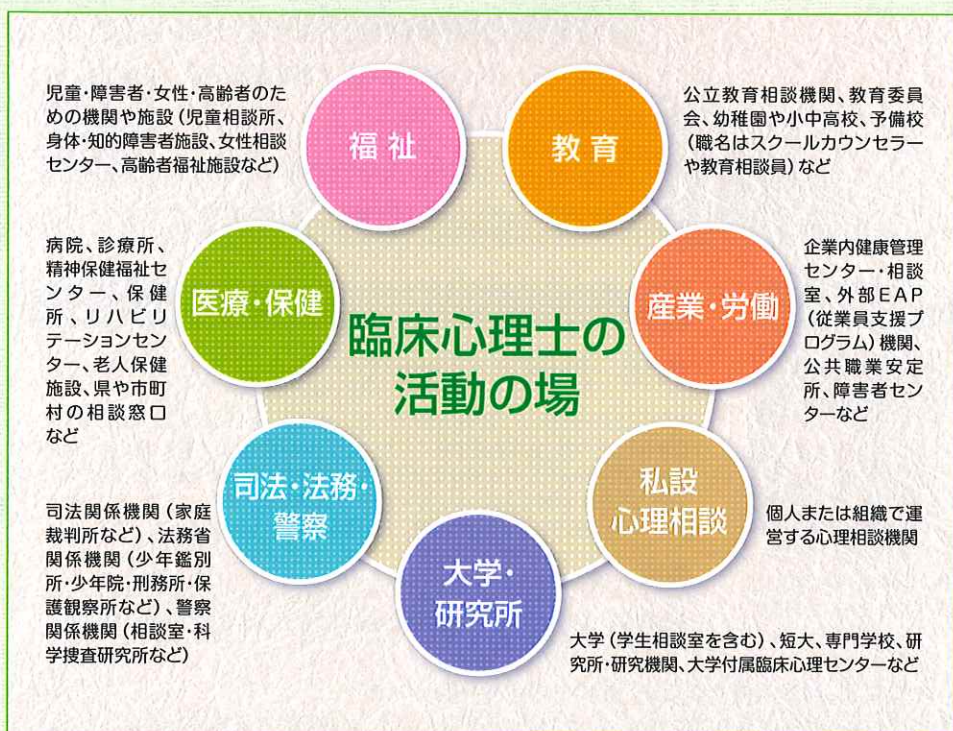 臨床心理士の
活動の場
福祉
児童・障害者・女性・高齢者のた
めの機関や施設（児童相談所、
身体・知的障害者施設、女性相談
センター、高齢者福祉施設など）
教育
公立教育相談機関、教育委員
会、幼稚園や小中高校、予備校
（職名はスクールカウンセラー
や教育相談員）など
医療・保健
病院、診療所、
精神保健福祉セ
ンター、保健
所、リハビリ
テーションセン
ター、老人保健
施設、県や市町
村の相談窓口
など
産業・労働
企業内健康管理
センター・相談
室、外部EAP
（従業員支援プ
ログラム）機関、
公共職業安定
所、障害者セン
ターなど
司法・法務・
警察
司法関係機関（家庭
裁判所など）、法務省
関係機関（少年鑑別
所・少年院・刑務所・保
護観察所など）、警察
関係機関（相談室・科
学捜査研究所など）
私設
心理相談
個人または組織で運
営する心理相談機関
大学・
研究所
大学（学生相談室を含む）、短大、専門学校、研
究所・研究機関、大学付属臨床心理センターなど